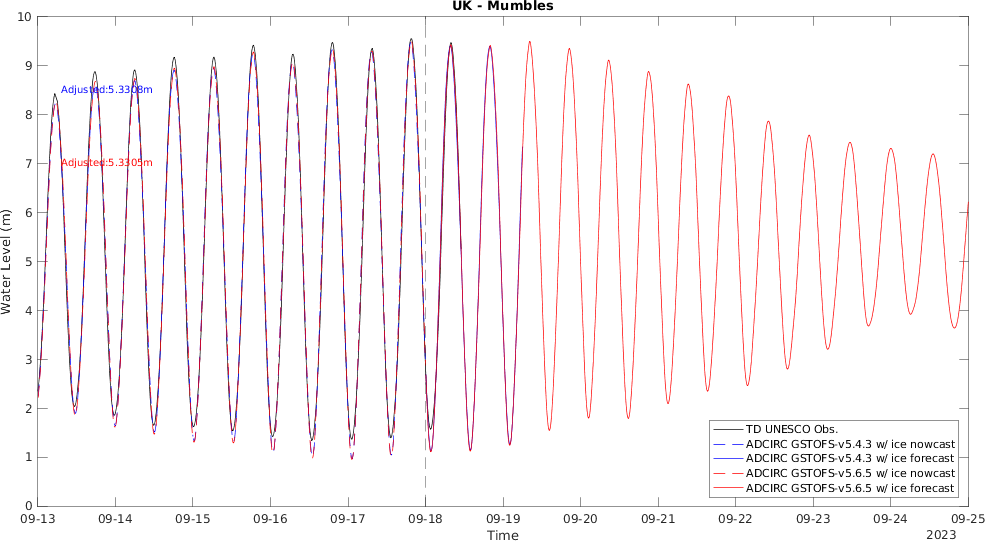 UK - Mumbles
10
9
8
7
6
5
4
3
2
1
0
Water Level (m)
Adjusted:5.3308m
Adjusted:5.3305m
TD UNESCO Obs.
ADCIRC GSTOFS-v5.4.3 w/ ice nowcast
ADCIRC GSTOFS-v5.4.3 w/ ice forecast
ADCIRC GSTOFS-v5.6.5 w/ ice nowcast
ADCIRC GSTOFS-v5.6.5 w/ ice forecast
09-13 09-14 09-15 09-16 09-17 09-18 09-19 09-20 09-21 09-22 09-23 09-24 09-25
Time
2023